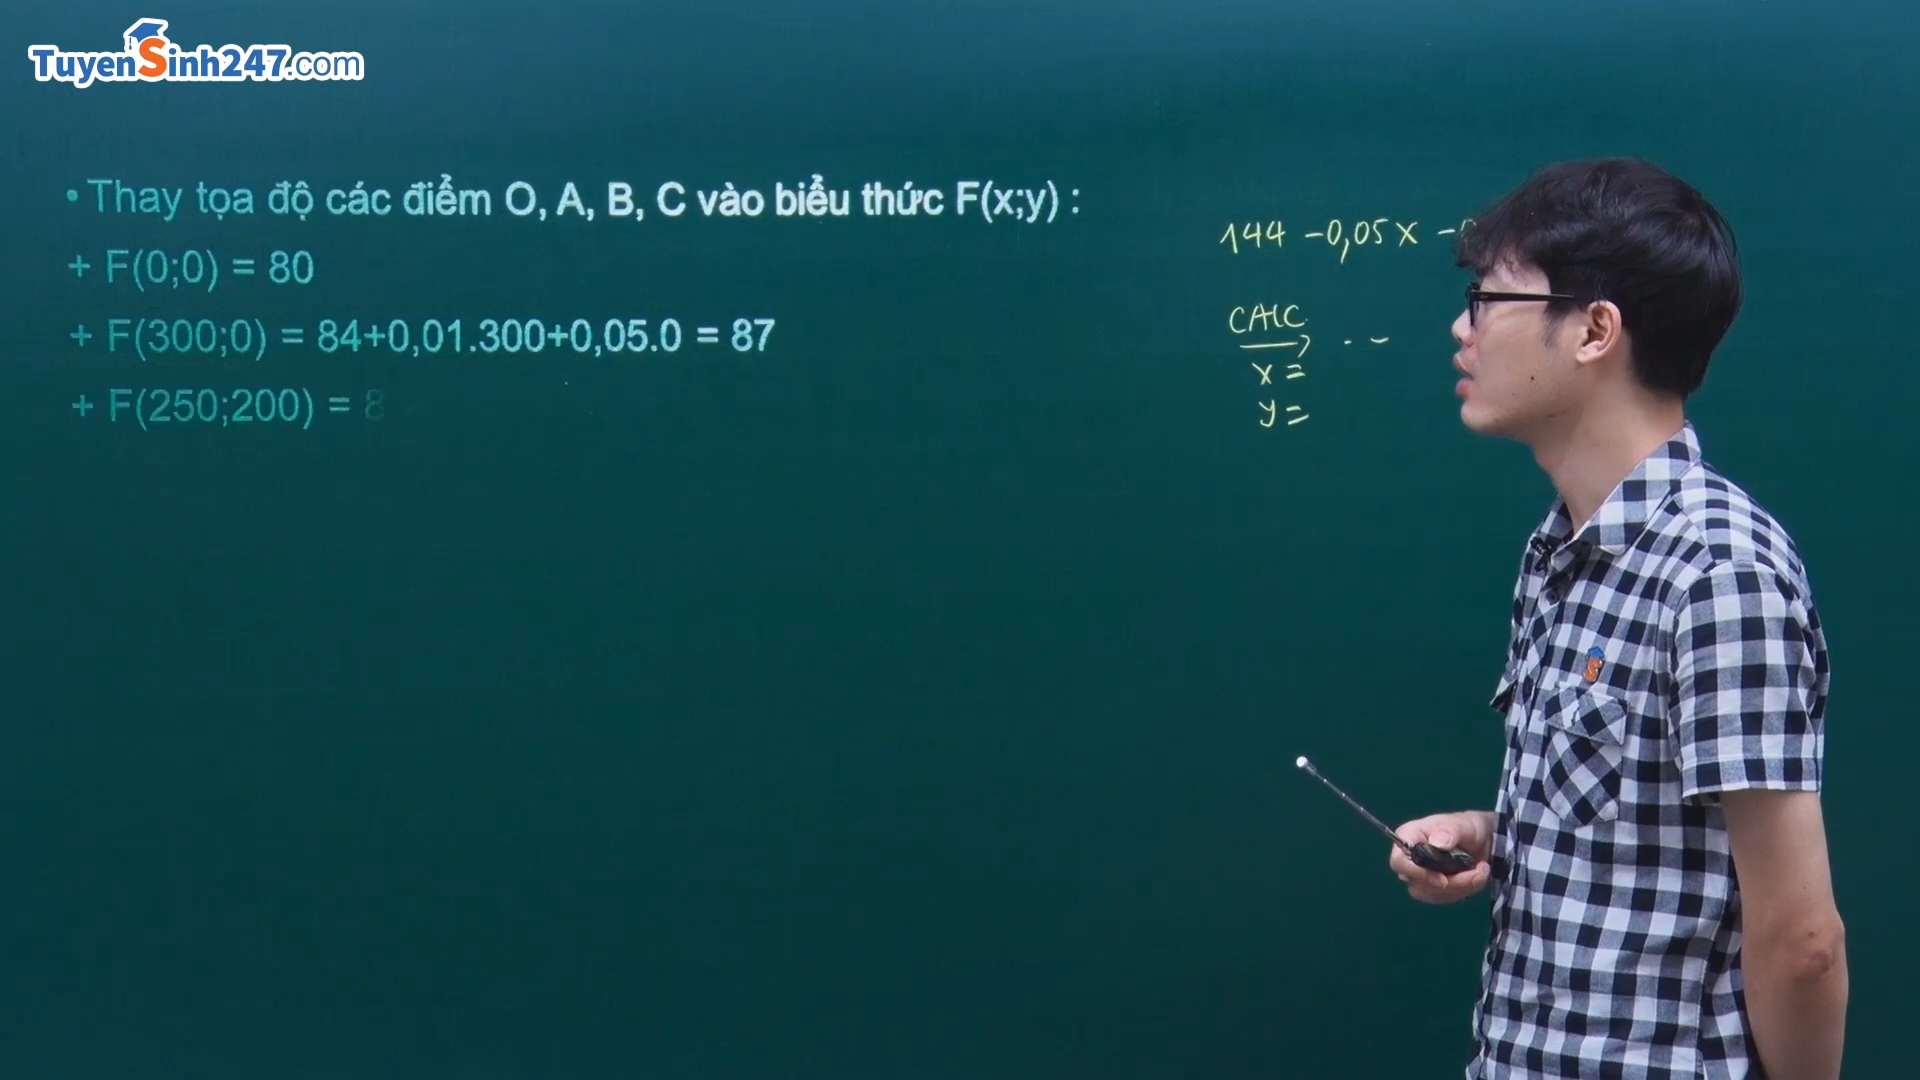 TuyenSinh247.com
• Thay tọa độ các điểm O, A, B, C vào biểu thức F(x;y) :
+ F(0;0) = 80
+ F(300;0) = 84+0,01.300+0,05.0 = 87
+ F(250;200) = 8
144 -0,05x -
CALC
x =
y =